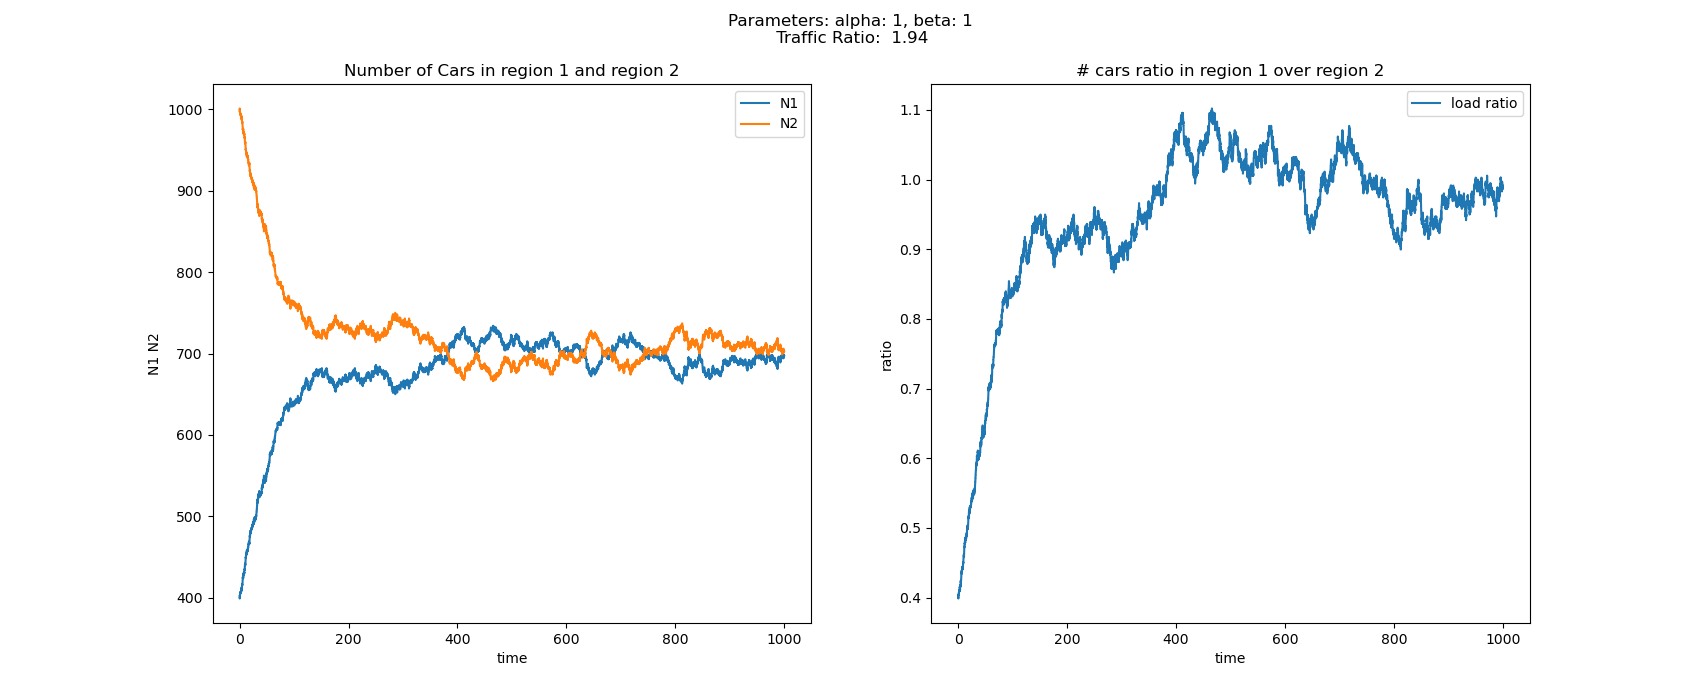 Parameters: alpha: 1, beta: 1
Traffic Ratio:  1.94
Number of Cars in region 1 and region 2
N1
N2
1000
900
800
700
600
500
400
N1 N2
0
200
400
600
800
1000
time
# cars ratio in region 1 over region 2
load ratio
1.1
1.0
0.9
0.8
0.7
0.6
0.5
0.4
ratio
0
200
400
600
800
1000
time